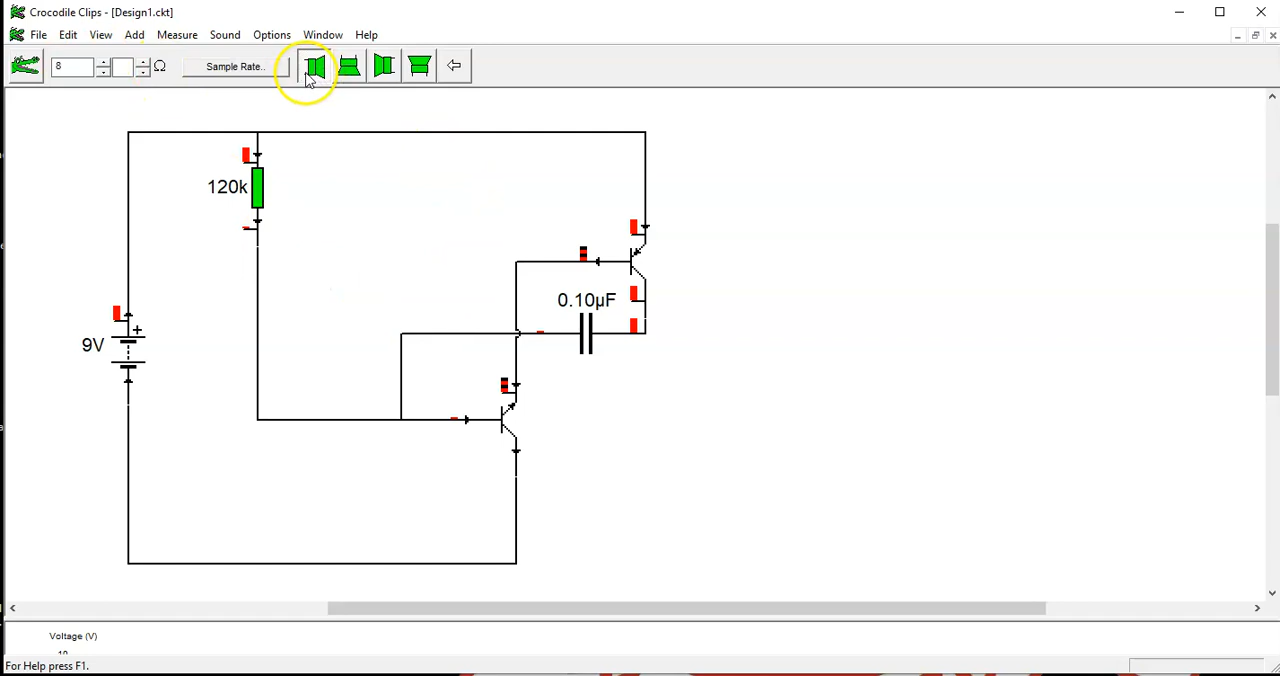 Crocodile Clips - [Design1.ckt]
File Edit View Add Measure Sound Options Window Help
8 Ω Sample Rate..
120k
0.10µF
9V
+
Voltage (V)
10
For Help press F1.